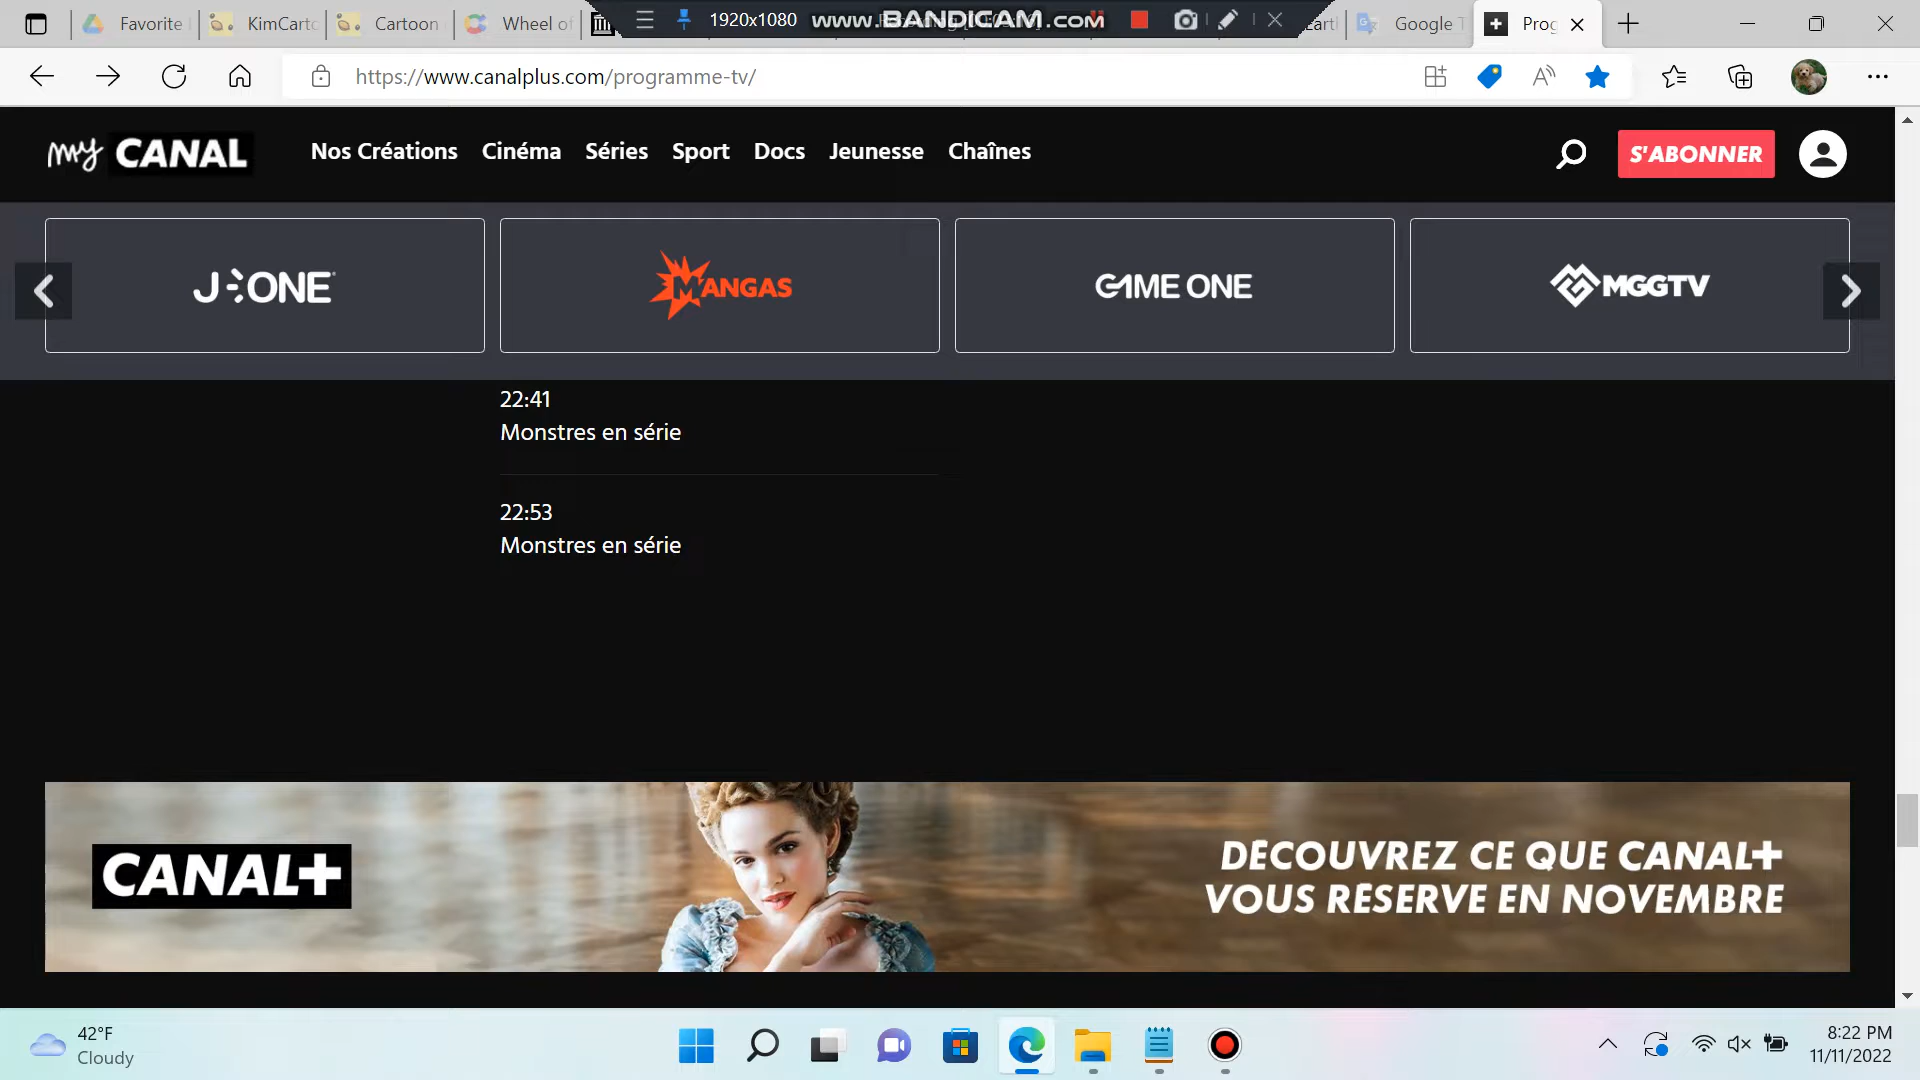 Favorite
KimCarto
Cartoon
Wheel of
1920x1080
www.BANDICAM.com
Eart
Google T
Prog
https://www.canalplus.com/programme-tv/
my CANAL
Nos Créations
Cinéma
Séries
Sport
Docs
Jeunesse
Chaînes
S'ABONNER
J:ONE
MANGAS
GAME ONE
MGGTV
22:41
Monstres en série
22:53
Monstres en série
CANAL+
DÉCOUVREZ CE QUE CANAL+
VOUS RÉSERVE EN NOVEMBRE
42°F
Cloudy
8:22 PM
11/11/2022